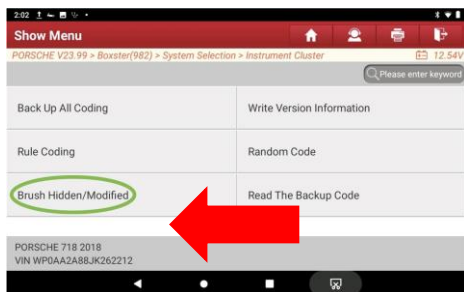 2:02
Show Menu
PORSCHE V23.99 > Boxster(982) > System Selection > Instrument Cluster 12.54V
Please enter keyword
Back Up All Coding Write Version Information
Rule Coding Random Code
Brush Hidden/Modified Read The Backup Code
PORSCHE 718 2018
VIN WP0AA2A88JK262212